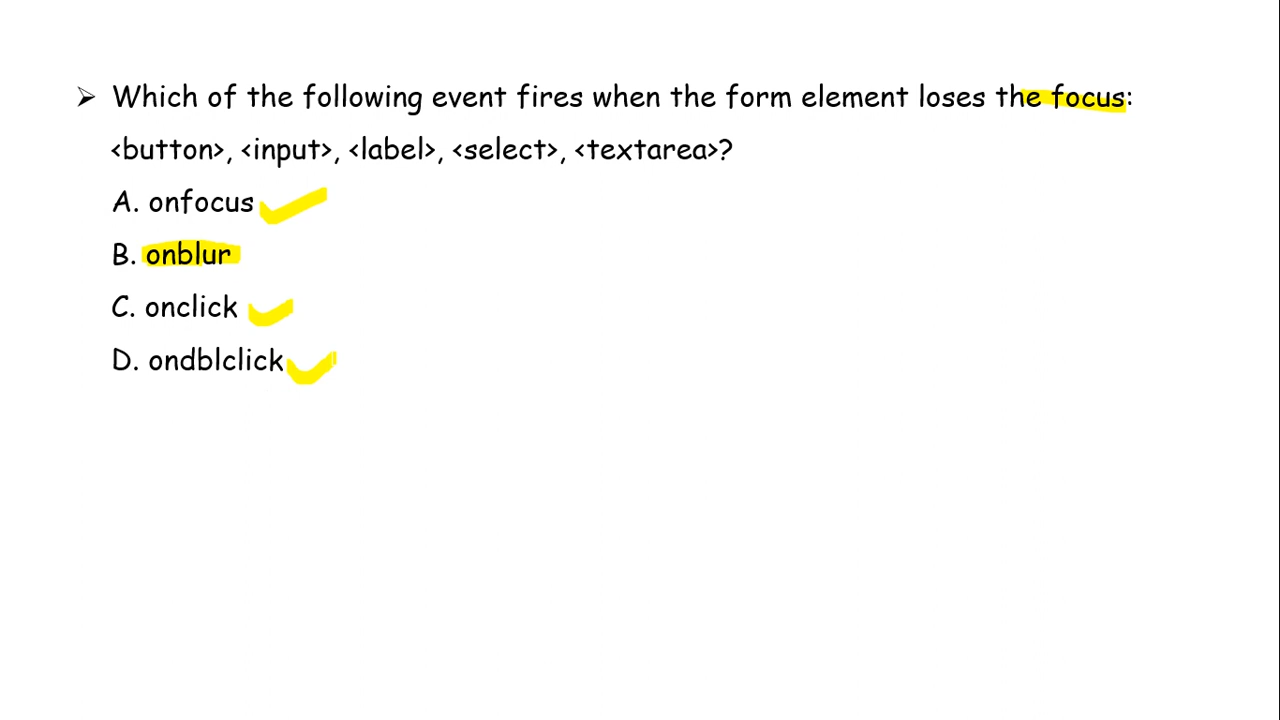 ➢ Which of the following event fires when the form element loses the focus:
<button>, <input>, <label>, <select>, <textarea>?
A. onfocus
B. onblur
C. onclick
D. ondblclick